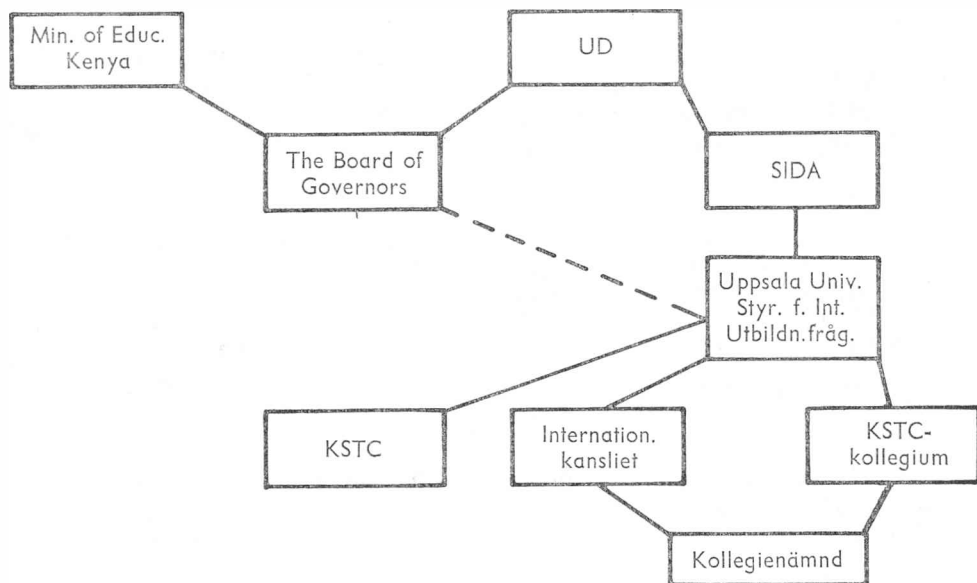 Min. of Educ.
Kenya
UD
The Board of
Governors
SIDA
Uppsala Univ.
Styr. f. Int.
Utbildn.fråg.
KSTC
Internation.
kansliet
KSTC-
kollegium
Kollegienämnd